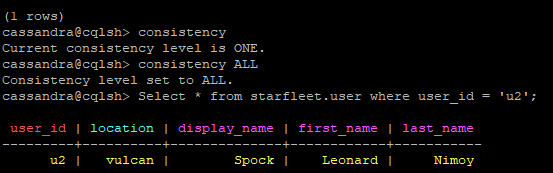 (1 rows)
cassandra@cqlsh> consistency
Current consistency level is ONE.
cassandra@cqlsh> consistency ALL
Consistency level set to ALL.
cassandra@cqlsh> Select * from starfleet.user where user_id = 'u2';
user_id | location | display_name | first_name | last_name
---------+----------+--------------+------------+-----------
u2 | vulcan | Spock | Leonard | Nimoy